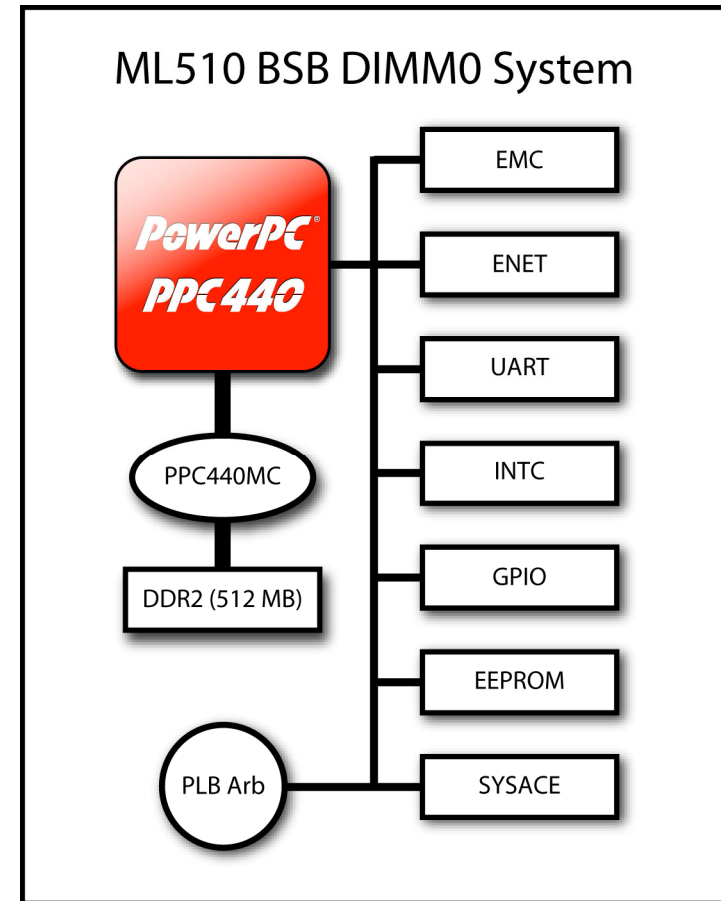 ML510 BSB DIMM0 System
PowerPC®
PPC440
PPC440MC
DDR2 (512 MB)
PLB Arb
EMC
ENET
UART
INTC
GPIO
EEPROM
SYSACE